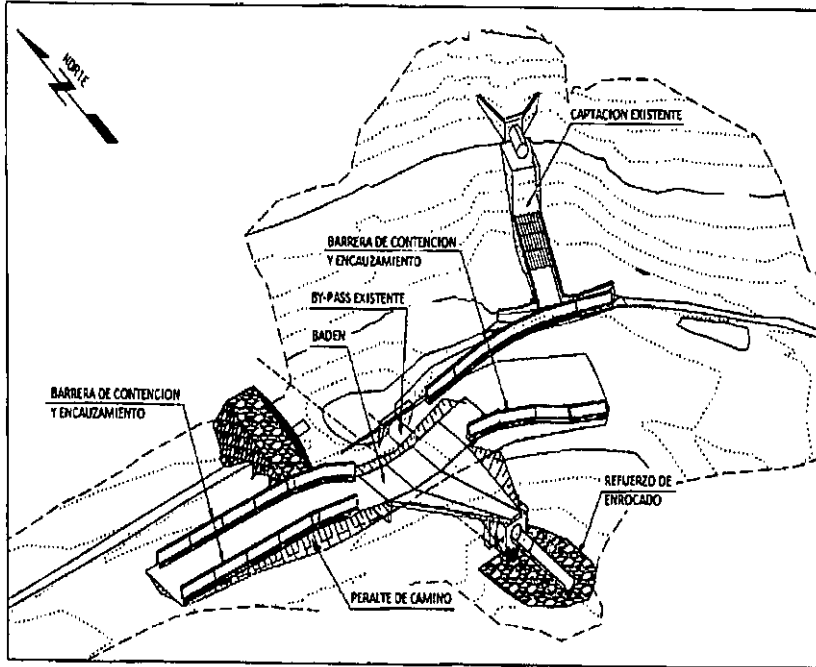 NORTE
CAPTACION EXISTENTE
BARRERA DE CONTENCION
Y ENCAUZAMIENTO
BY-PASS EXISTENTE
BADEN
BARRERA DE CONTENCION
Y ENCAUZAMIENTO
REFUERZO DE
ENROCADO
PERALTE DE CAMINO